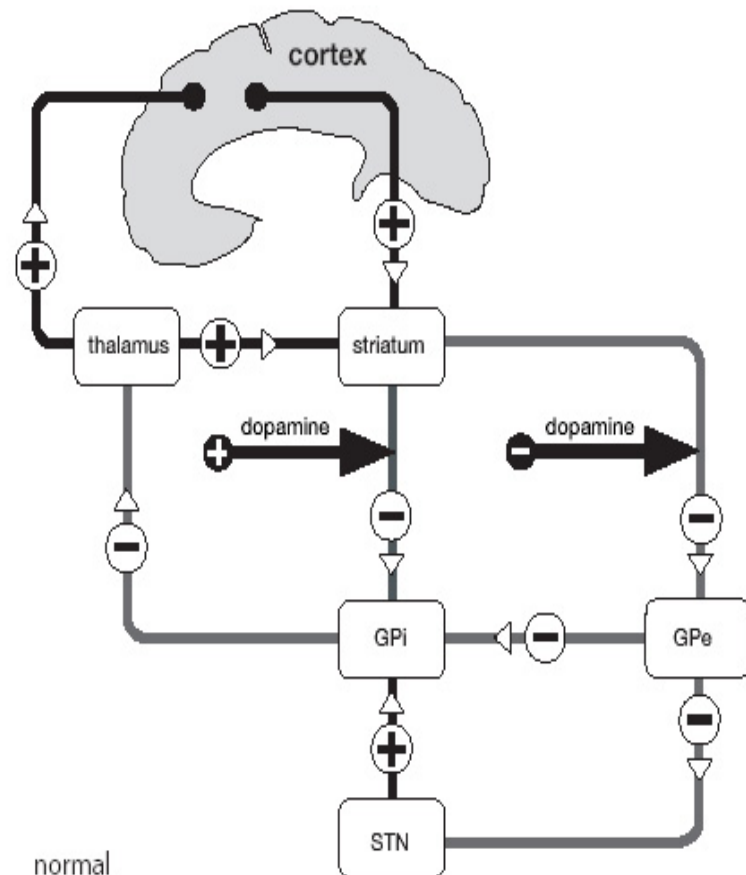 cortex
+
+
thalamus
+
striatum
dopamine
+
dopamine
-
-
-
-
GPi
-
GPe
-
+
STN
normal